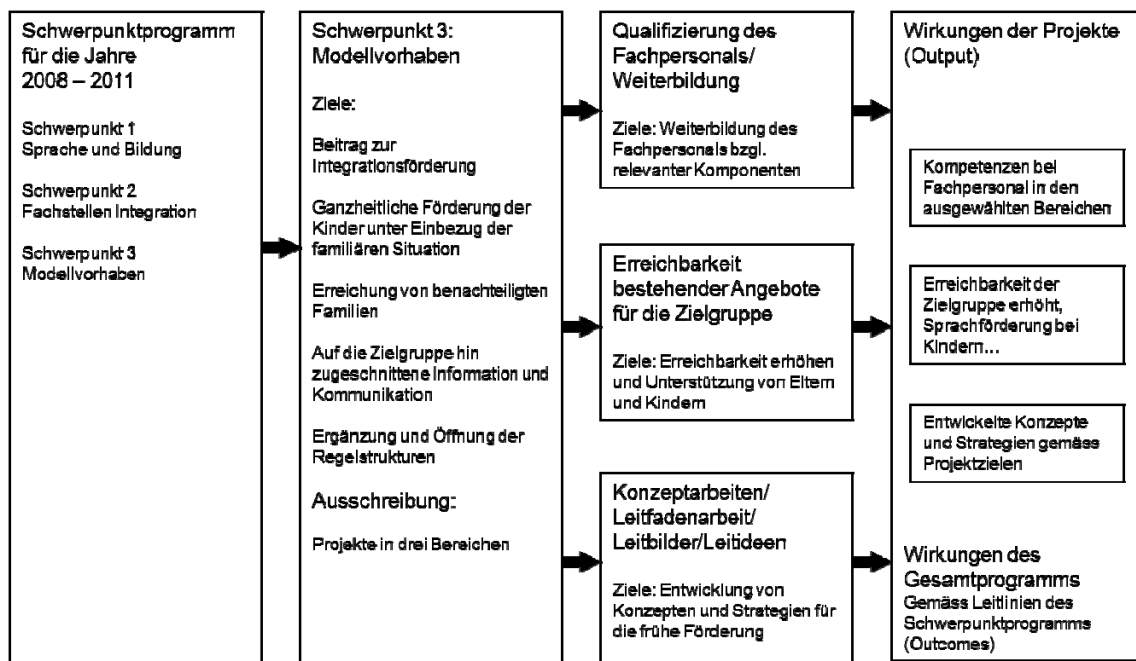 Schwerpunktprogramm
für die Jahre
2008 – 2011
Schwerpunkt 1
Sprache und Bildung
Schwerpunkt 2
Fachstellen Integration
Schwerpunkt 3
Modellvorhaben
Schwerpunkt 3:
Modellvorhaben
Ziele:
Beitrag zur
Integrationsförderung
Ganzheitliche Förderung der
Kinder unter Einbezug der
familiären Situation
Erreichung von benachteiligten
Familien
Auf die Zielgruppe hin
zugeschnittene Information und
Kommunikation
Ergänzung und Öffnung der
Regelstrukturen
Ausschreibung:
Projekte in drei Bereichen
Qualifizierung des
Fachpersonals/
Weiterbildung
Ziele: Weiterbildung des
Fachpersonals bzgl.
relevanter Komponenten
Erreichbarkeit
bestehender Angebote
für die Zielgruppe
Ziele: Erreichbarkeit erhöhen
und Unterstützung von Eltern
und Kindern
Konzeptarbeiten/
Leitfadenarbeit/
Leitbilder/Leitideen
Ziele: Entwicklung von
Konzepten und Strategien für
die frühe Förderung
Wirkungen der Projekte
(Output)
Kompetenzen bei
Fachpersonal in den
ausgewählten Bereichen
Erreichbarkeit der
Zielgruppe erhöht,
Sprachförderung bei
Kindern...
Entwickelte Konzepte
und Strategien gemäss
Projektzielen
Wirkungen des
Gesamtprogramms
Gemäss Leitlinien des
Schwerpunktprogramms
(Outcomes)